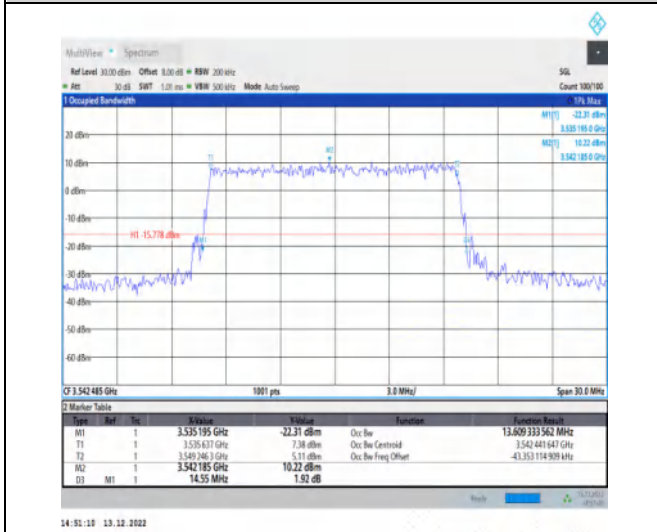 MultiView Spectrum
Ref Level 30.00 dBm Offset 8.00 dB RBW 200 kHz SGL
Att 30 dB SWT 1.01 ms VBW 500 kHz Mode Auto Sweep Count 100/100
1 Occupied Bandwidth 1Pk Max
M1[1] -22.31 dBm
3.535 195 0 GHz
M2[1] 10.22 dBm
3.542 185 0 GHz
20 dBm
10 dBm
0 dBm
-10 dBm
H1 -15.778 dBm
-20 dBm
-30 dBm
-40 dBm
-50 dBm
-60 dBm
T1
M2
M1
CF 3.542 485 GHz 1001 pts 3.0 MHz/ Span 30.0 MHz
2 Marker Table
Type Ref Trc X-Value Y-Value Function Function Result
M1 1 3.535195 GHz -22.31 dBm Occ Bw 13.609 333 562 MHz
T1 1 3.535 637 GHz 7.38 dBm Occ Bw Centroid 3.542 441 647 GHz
T2 1 3.549 246 3 GHz 5.11 dBm Occ Bw Freq Offset -43.353 114 909 kHz
M2 1 3.542185 GHz 10.22 dBm
D3 M1 1 14.55 MHz 1.92 dB
Ready
14:51:10 13.12.2022